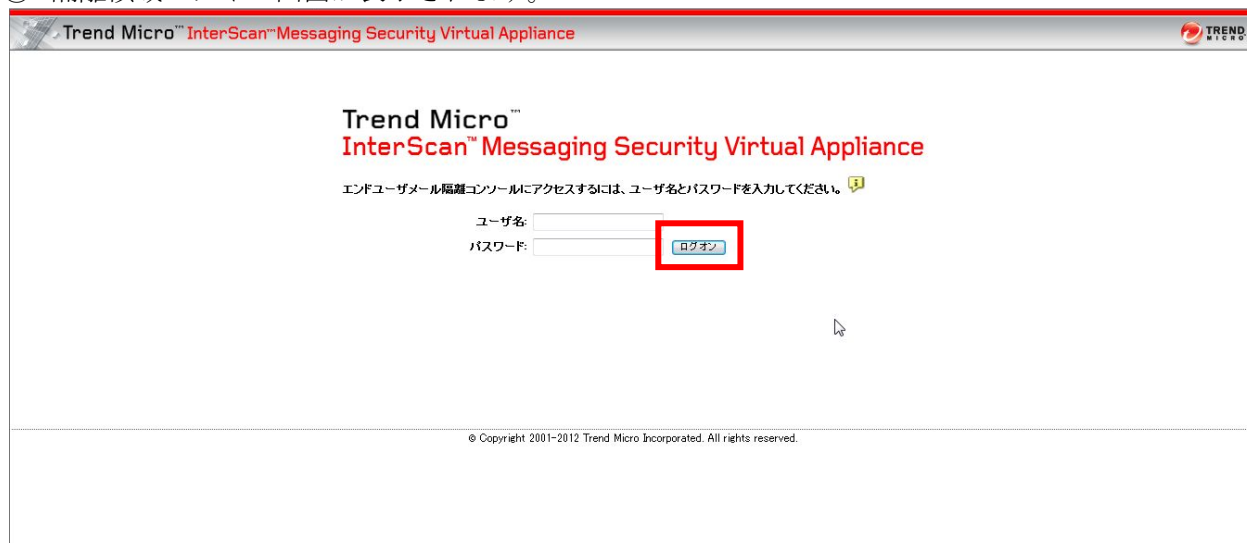 Trend Micro™ InterScan™ Messaging Security Virtual Appliance
TREND MICRO
Trend Micro™
InterScan™ Messaging Security Virtual Appliance
エンドユーザメール隔離コンソールにアクセスするには、ユーザ名とパスワードを入力してください。
ユーザ名:
パスワード:
ログオン
© Copyright 2001-2012 Trend Micro Incorporated. All rights reserved.